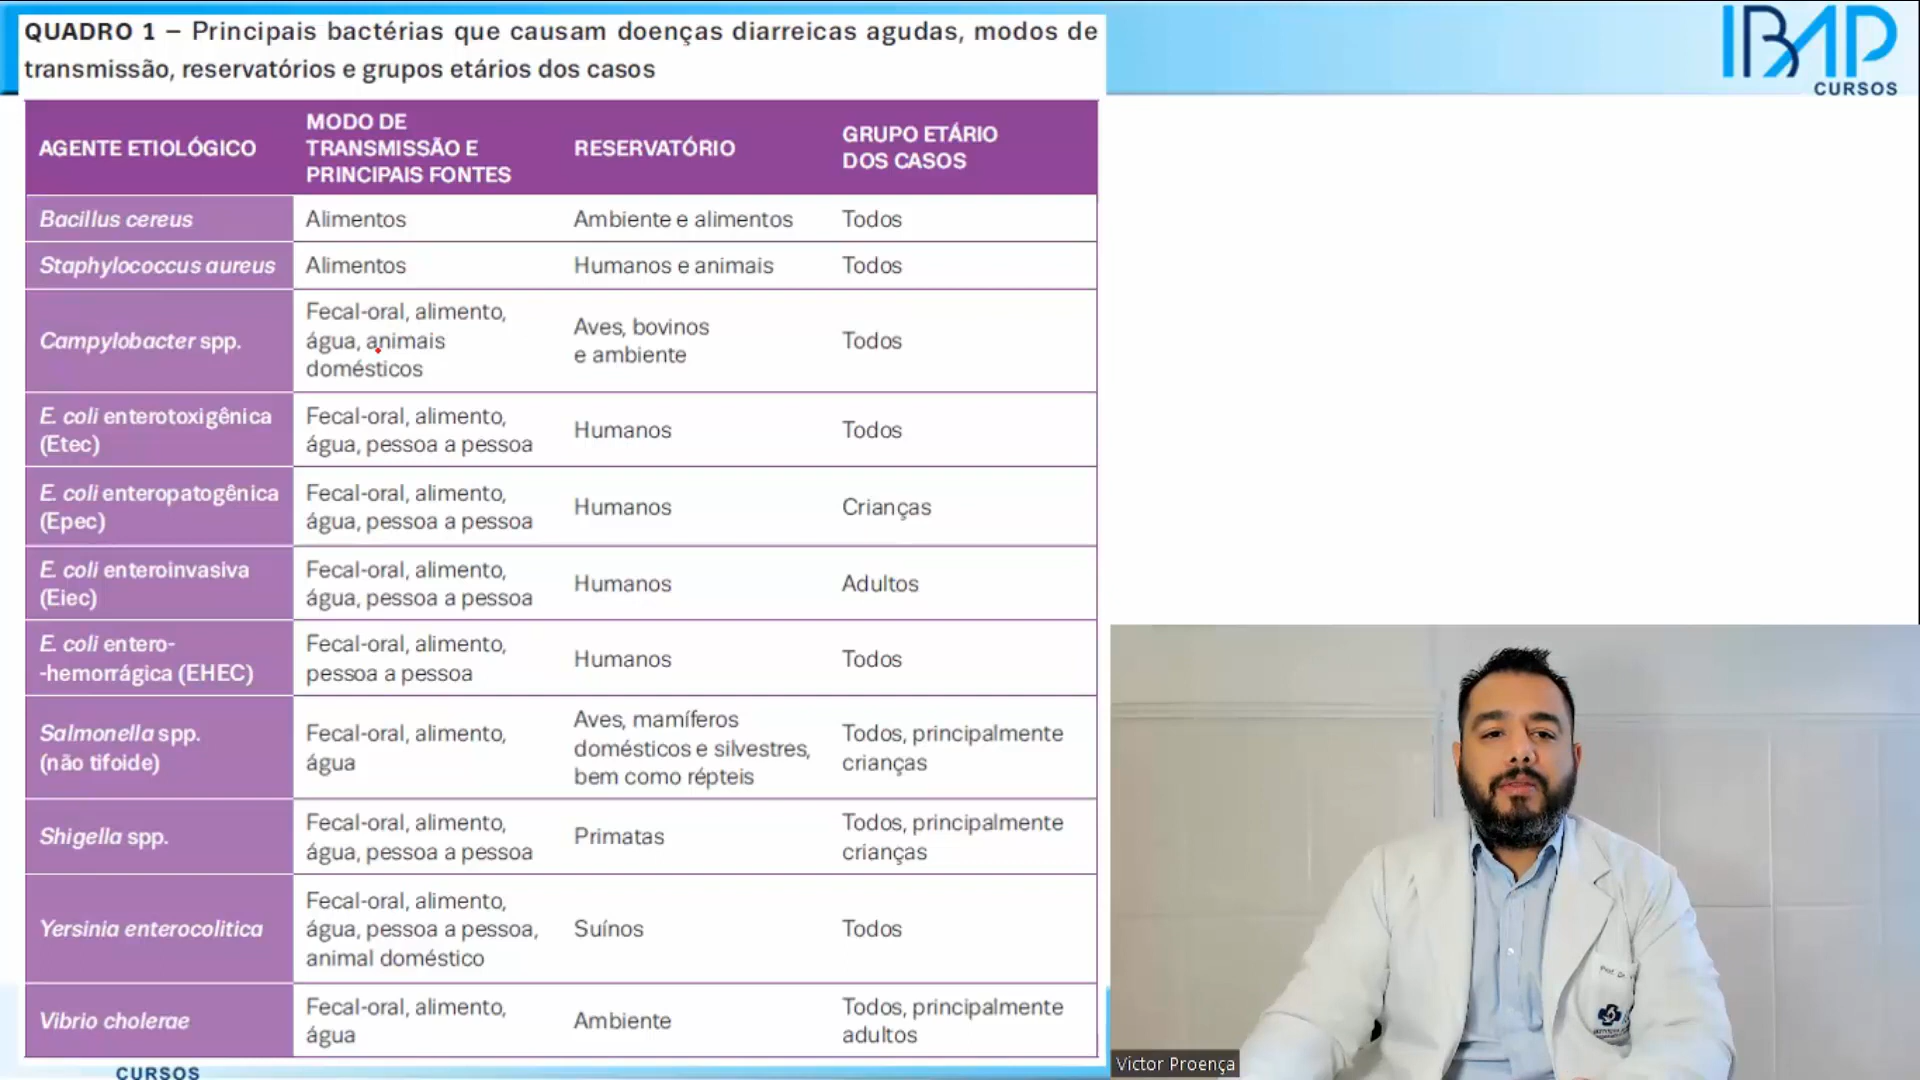 QUADRO 1 – Principais bactérias que causam doenças diarreicas agudas, modos de
transmissão, reservatórios e grupos etários dos casos
IBAP
CURSOS
AGENTE ETIOLÓGICO
MODO DE
TRANSMISSÃO E
PRINCIPAIS FONTES
RESERVATÓRIO
GRUPO ETÁRIO
DOS CASOS
Bacillus cereus
Alimentos
Ambiente e alimentos
Todos
Staphylococcus aureus
Alimentos
Humanos e animais
Todos
Campylobacter spp.
Fecal-oral, alimento,
água, animais
domésticos
Aves, bovinos
e ambiente
Todos
E. coli enterotoxigênica
(Etec)
Fecal-oral, alimento,
água, pessoa a pessoa
Humanos
Todos
E. coli enteropatogênica
(Epec)
Fecal-oral, alimento,
água, pessoa a pessoa
Humanos
Crianças
E. coli enteroinvasiva
(Eiec)
Fecal-oral, alimento,
água, pessoa a pessoa
Humanos
Adultos
E. coli entero-
-hemorrágica (EHEC)
Fecal-oral, alimento,
pessoa a pessoa
Humanos
Todos
Salmonella spp.
(não tifoide)
Fecal-oral, alimento,
água
Aves, mamíferos
domésticos e silvestres,
bem como répteis
Todos, principalmente
crianças
Shigella spp.
Fecal-oral, alimento,
água, pessoa a pessoa
Primatas
Todos, principalmente
crianças
Yersinia enterocolitica
Fecal-oral, alimento,
água, pessoa a pessoa,
animal doméstico
Suínos
Todos
Vibrio cholerae
Fecal-oral, alimento,
água
Ambiente
Todos, principalmente
adultos
CURSOS
Prof. Dr.
Victor Proença